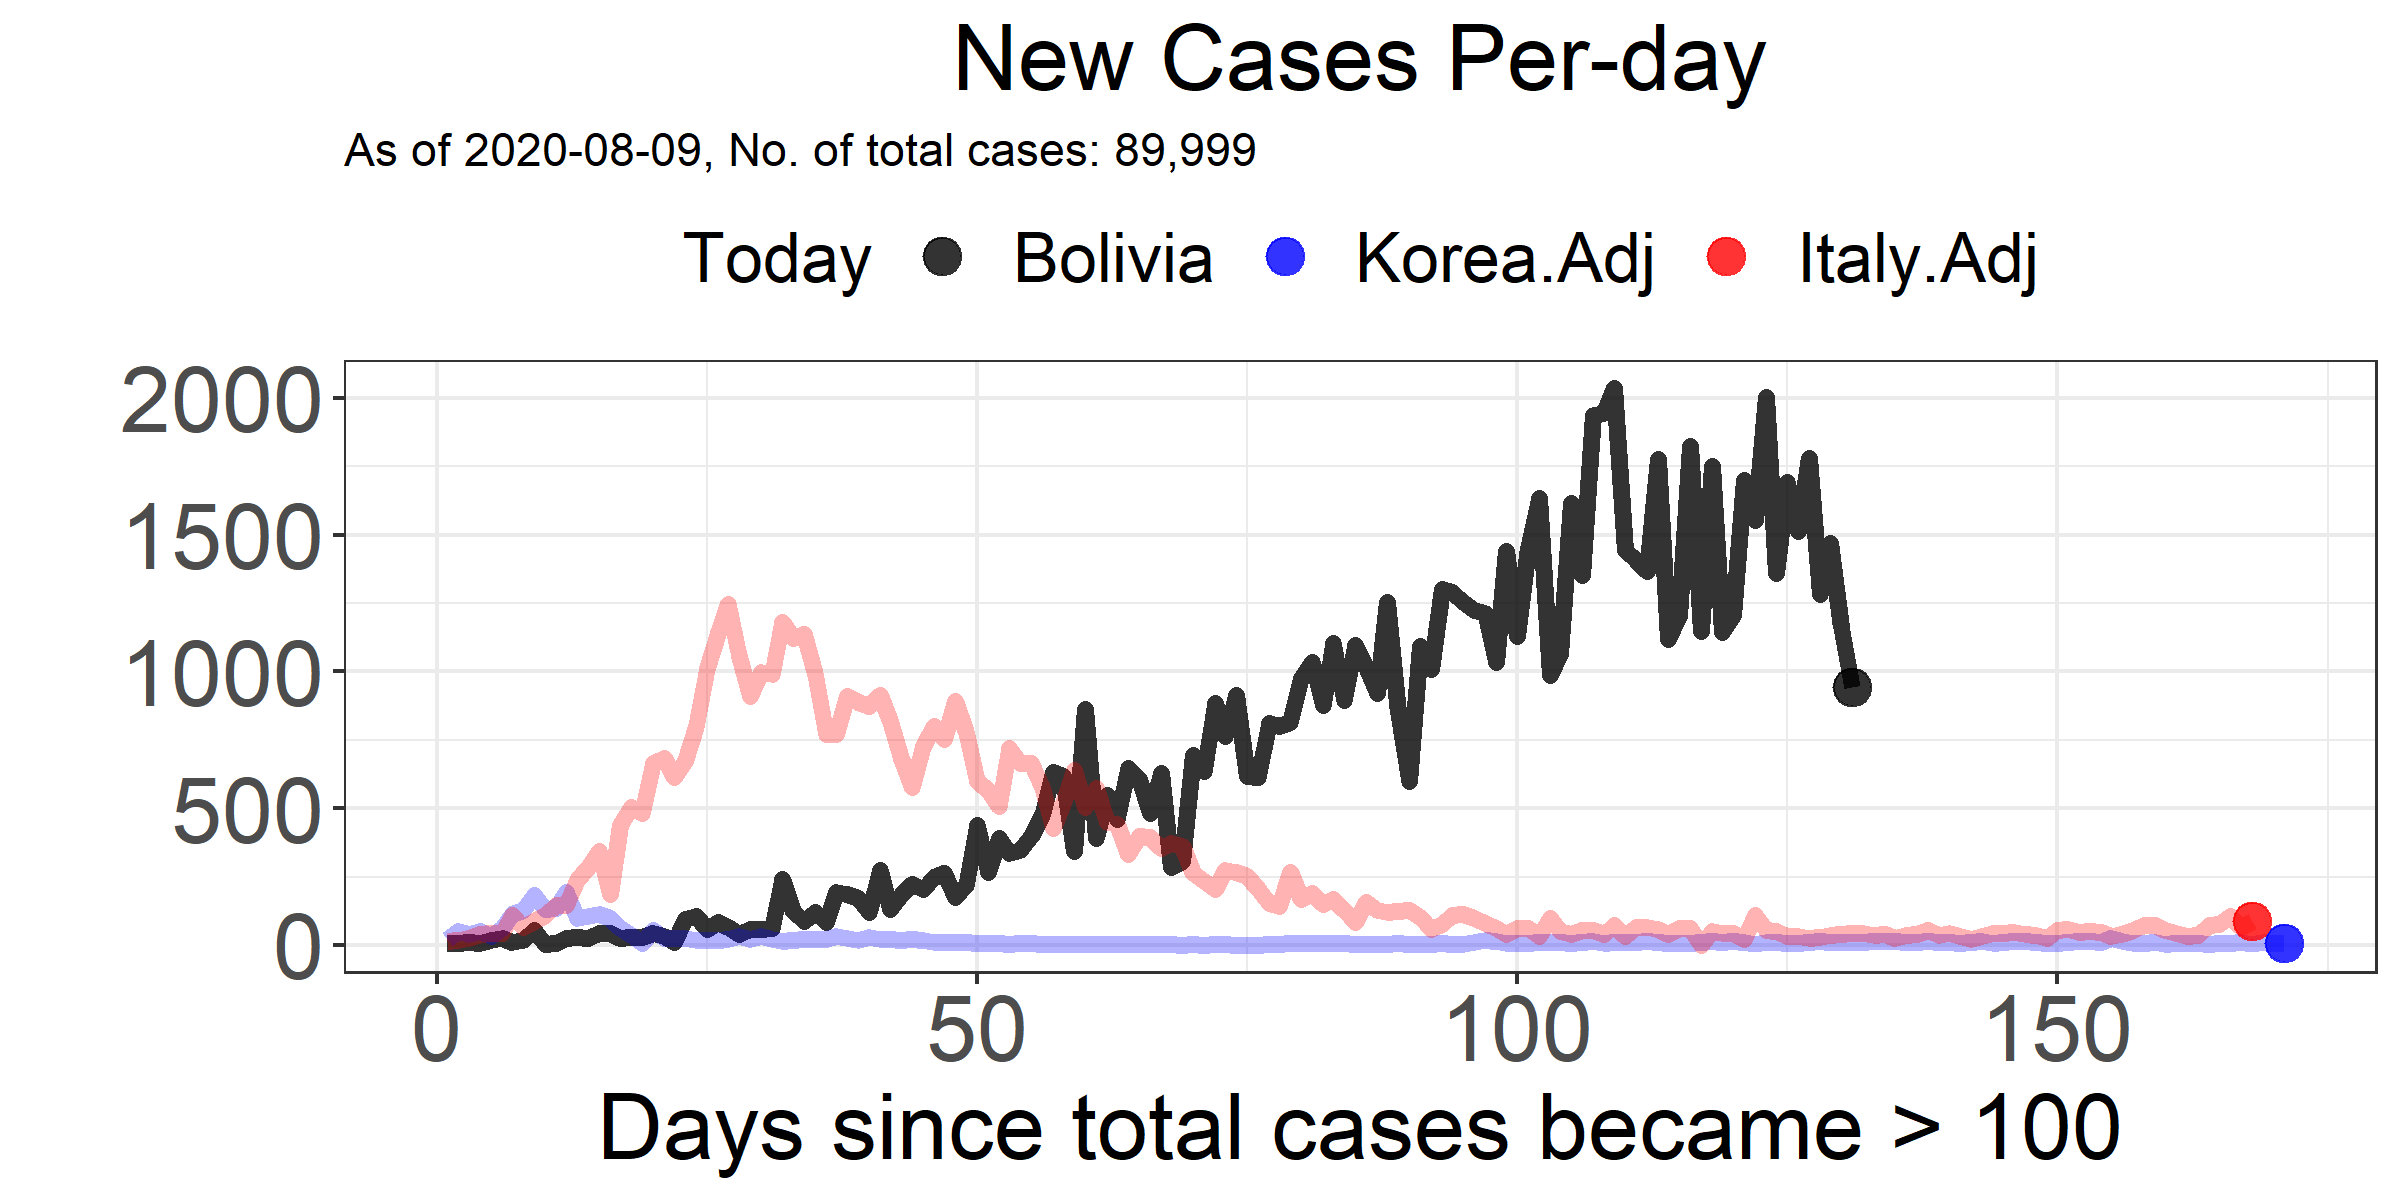 New Cases Per-day
As of 2020-08-09, No. of total cases: 89,999
Today Bolivia Korea.Adj Italy.Adj
2000
1500
1000
500
0
0 50 100 150
Days since total cases became > 100